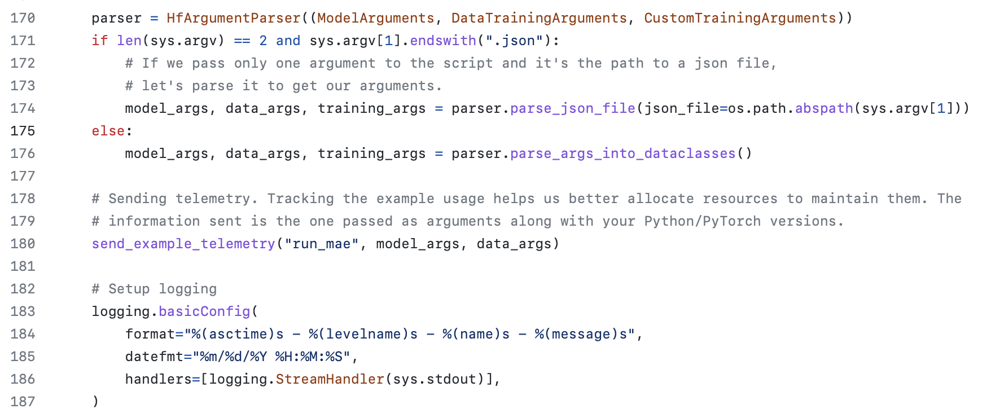 170 parser = HfArgumentParser((ModelArguments, DataTrainingArguments, CustomTrainingArguments))
171 if len(sys.argv) == 2 and sys.argv[1].endswith(".json"):
172 # If we pass only one argument to the script and it's the path to a json file,
173 # let's parse it to get our arguments.
174 model_args, data_args, training_args = parser.parse_json_file(json_file=os.path.abspath(sys.argv[1]))
175 else:
176 model_args, data_args, training_args = parser.parse_args_into_dataclasses()
177
178 # Sending telemetry. Tracking the example usage helps us better allocate resources to maintain them. The
179 # information sent is the one passed as arguments along with your Python/PyTorch versions.
180 send_example_telemetry("run_mae", model_args, data_args)
181
182 # Setup logging
183 logging.basicConfig(
184 format="%(asctime)s - %(levelname)s - %(name)s - %(message)s",
185 datefmt="%m/%d/%Y %H:%M:%S",
186 handlers=[logging.StreamHandler(sys.stdout)],
187 )